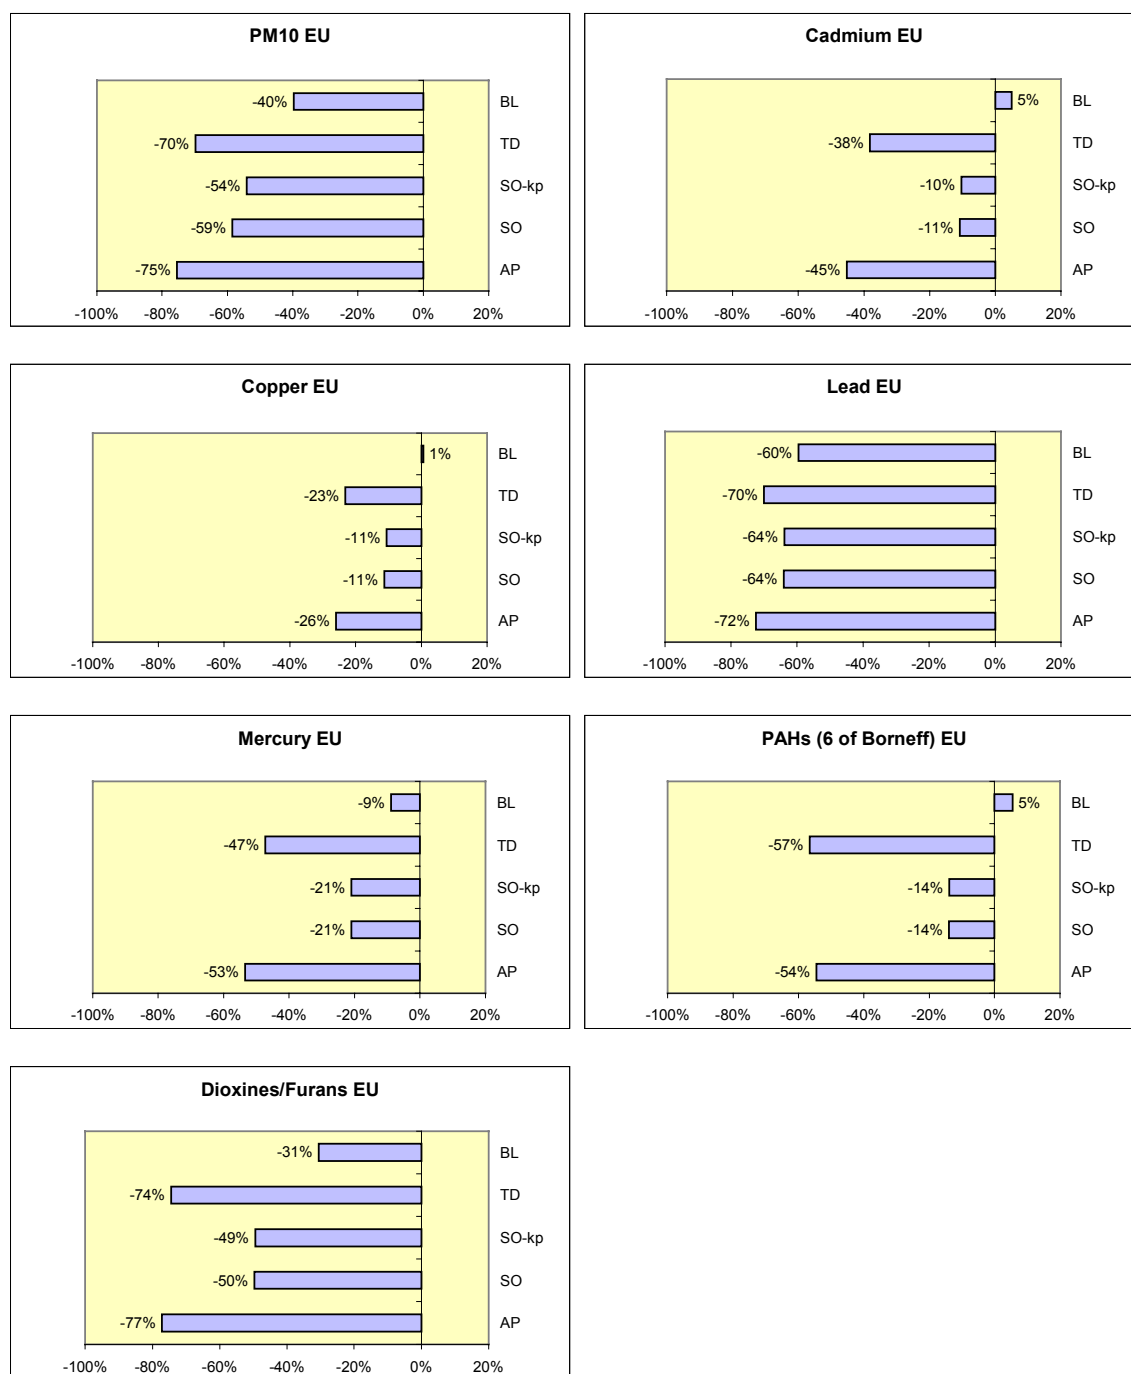 PM10 EU
-40% BL
-70% TD
-54% SO-kp
-59% SO
-75% AP
-100% -80% -60% -40% -20% 0% 20%
Cadmium EU
5% BL
-38% TD
-10% SO-kp
-11% SO
-45% AP
-100% -80% -60% -40% -20% 0% 20%
Copper EU
1% BL
-23% TD
-11% SO-kp
-11% SO
-26% AP
-100% -80% -60% -40% -20% 0% 20%
Lead EU
-60% BL
-70% TD
-64% SO-kp
-64% SO
-72% AP
-100% -80% -60% -40% -20% 0% 20%
Mercury EU
-9% BL
-47% TD
-21% SO-kp
-21% SO
-53% AP
-100% -80% -60% -40% -20% 0% 20%
PAHs (6 of Borneff) EU
5% BL
-57% TD
-14% SO-kp
-14% SO
-54% AP
-100% -80% -60% -40% -20% 0% 20%
Dioxines/Furans EU
-31% BL
-74% TD
-49% SO-kp
-50% SO
-77% AP
-100% -80% -60% -40% -20% 0% 20%